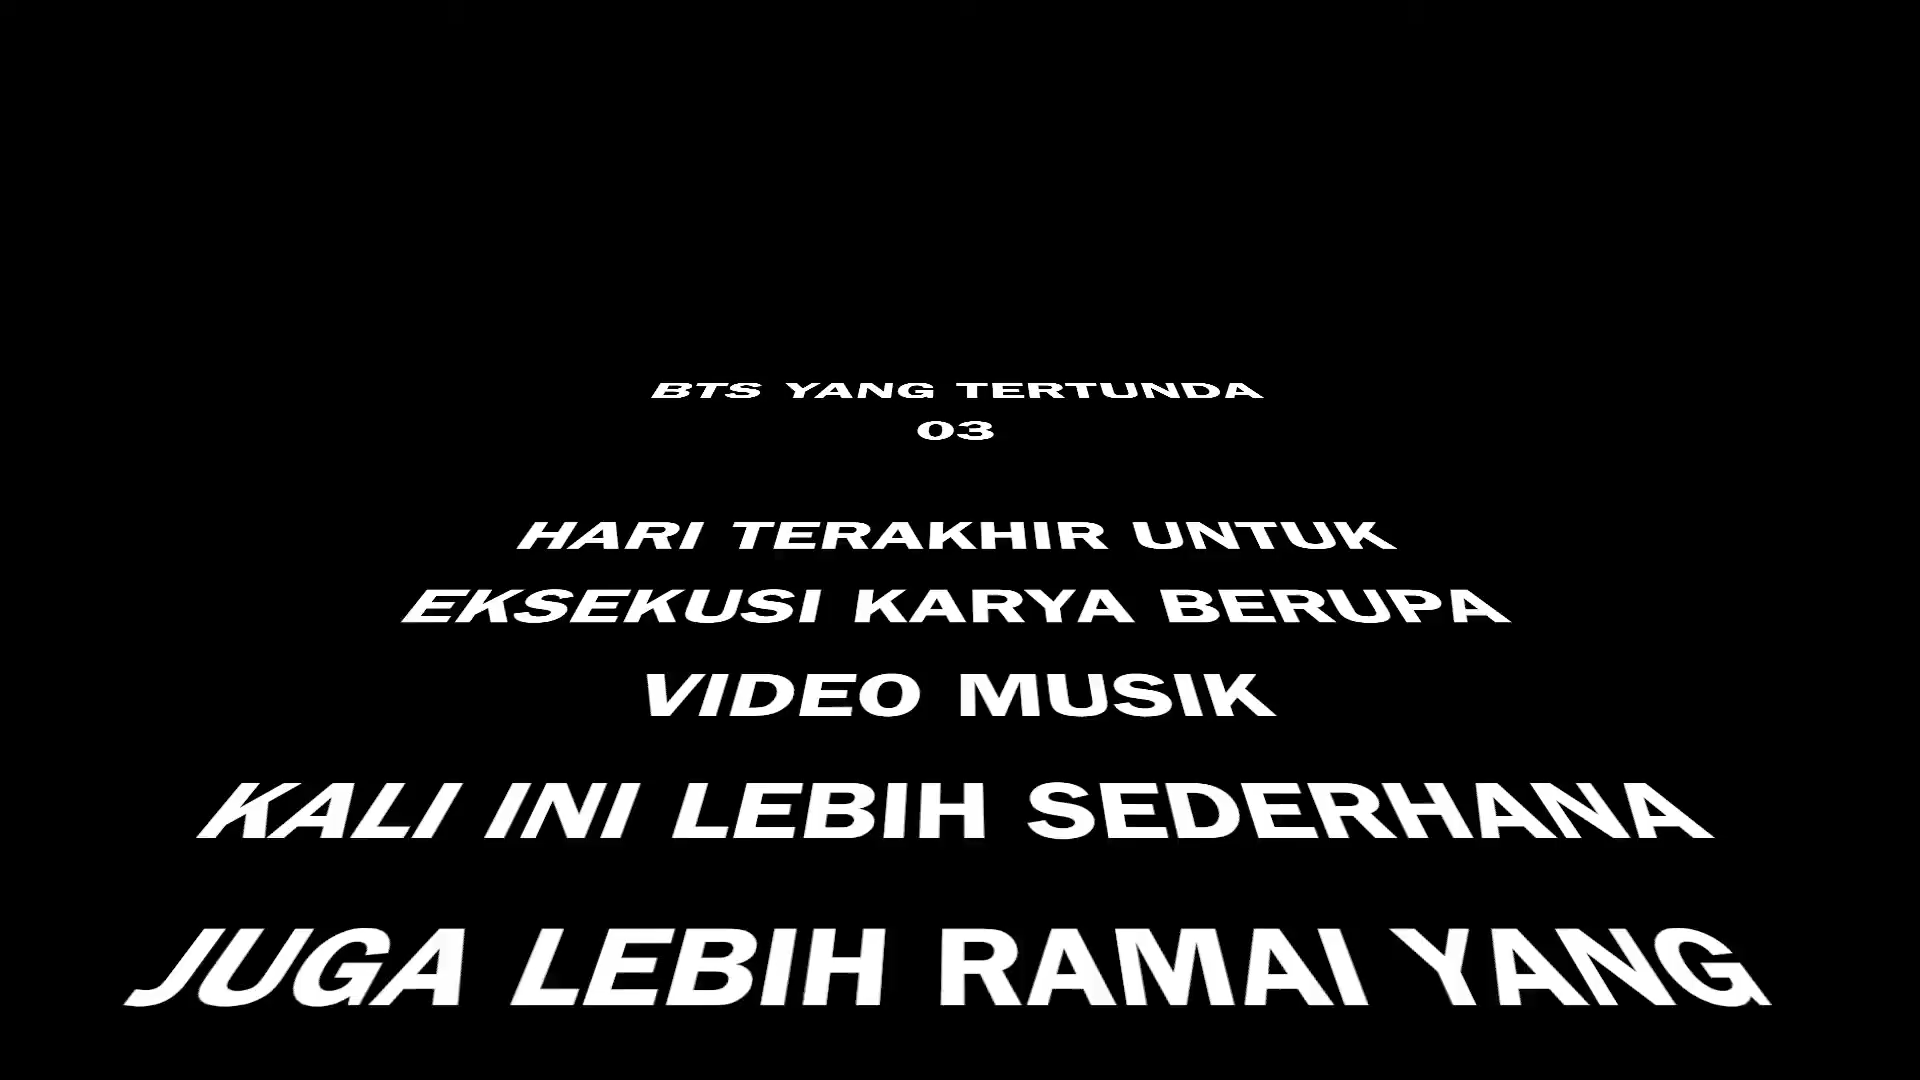 BTS YANG TERTUNDA
03
HARI TERAKHIR UNTUK
EKSEKUSI KARYA BERUPA
VIDEO MUSIK
KALI INI LEBIH SEDERHANA
JUGA LEBIH RAMAI YANG